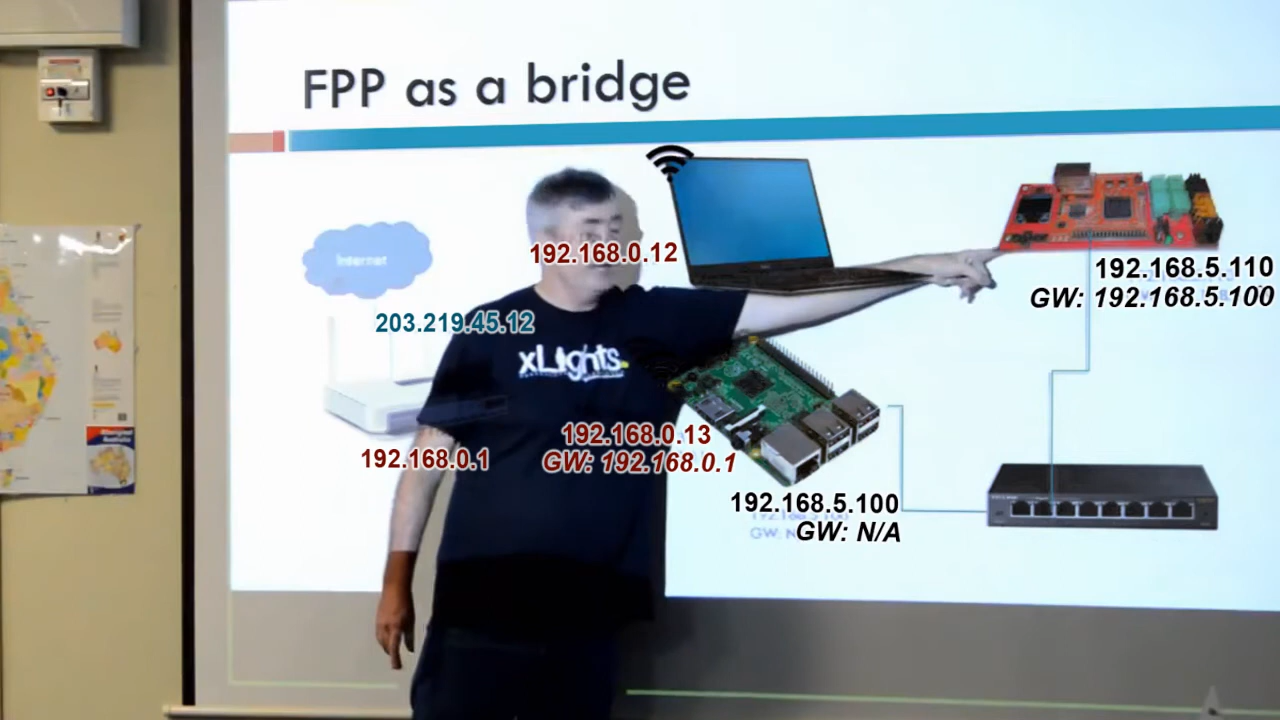 FPP as a bridge
Internet
192.168.0.12
203.219.45.12
xLights
192.168.0.1
192.168.0.13
GW: 192.168.0.1
192.168.5.110
GW: 192.168.5.100
192.168.5.100
GW: N/A